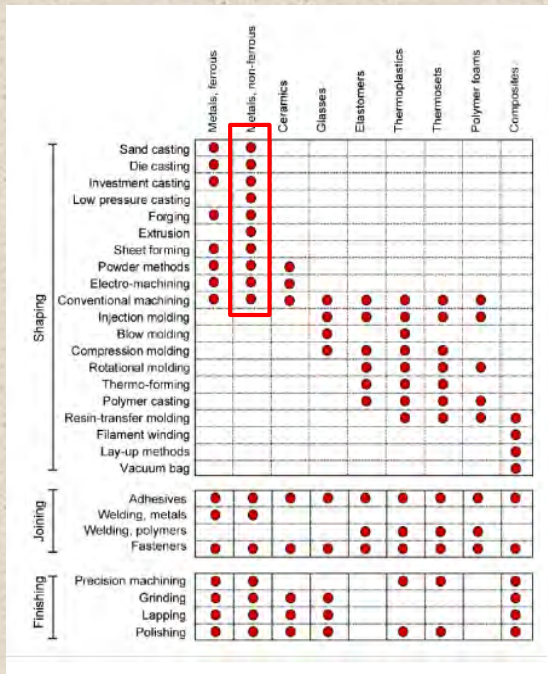 Metals, ferrous
Metals, non-ferrous
Ceramics
Glasses
Elastomers
Thermoplastics
Thermosets
Polymer foams
Composites
Shaping
Sand casting
Die casting
Investment casting
Low pressure casting
Forging
Extrusion
Sheet forming
Powder methods
Electro-machining
Conventional machining
Injection molding
Blow molding
Compression molding
Rotational molding
Thermo-forming
Polymer casting
Resin-transfer molding
Filament winding
Lay-up methods
Vacuum bag
Joining
Adhesives
Welding, metals
Welding, polymers
Fasteners
Finishing
Precision machining
Grinding
Lapping
Polishing